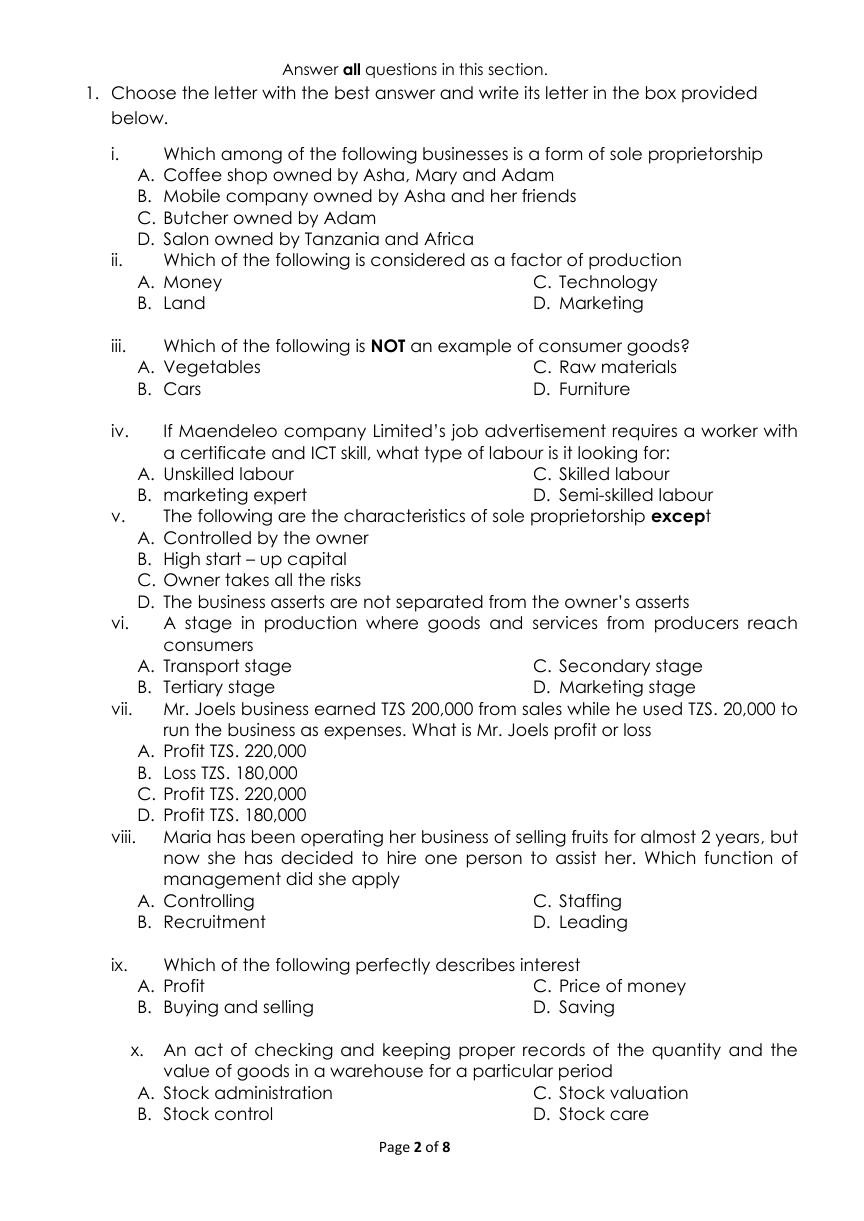 Answer all questions in this section.
1. Choose the letter with the best answer and write its letter in the box provided
below.
i. Which among of the following businesses is a form of sole proprietorship
A. Coffee shop owned by Asha, Mary and Adam
B. Mobile company owned by Asha and her friends
C. Butcher owned by Adam
D. Salon owned by Tanzania and Africa
ii. Which of the following is considered as a factor of production
A. Money C. Technology
B. Land D. Marketing
iii. Which of the following is NOT an example of consumer goods?
A. Vegetables C. Raw materials
B. Cars D. Furniture
iv. If Maendeleo company Limited's job advertisement requires a worker with
a certificate and ICT skill, what type of labour is it looking for:
A. Unskilled labour C. Skilled labour
B. marketing expert D. Semi-skilled labour
v. The following are the characteristics of sole proprietorship except
A. Controlled by the owner
B. High start – up capital
C. Owner takes all the risks
D. The business asserts are not separated from the owner's asserts
vi. A stage in production where goods and services from producers reach
consumers
A. Transport stage C. Secondary stage
B. Tertiary stage D. Marketing stage
vii. Mr. Joels business earned TZS 200,000 from sales while he used TZS. 20,000 to
run the business as expenses. What is Mr. Joels profit or loss
A. Profit TZS. 220,000
B. Loss TZS. 180,000
C. Profit TZS. 220,000
D. Profit TZS. 180,000
viii. Maria has been operating her business of selling fruits for almost 2 years, but
now she has decided to hire one person to assist her. Which function of
management did she apply
A. Controlling C. Staffing
B. Recruitment D. Leading
ix. Which of the following perfectly describes interest
A. Profit C. Price of money
B. Buying and selling D. Saving
x. An act of checking and keeping proper records of the quantity and the
value of goods in a warehouse for a particular period
A. Stock administration C. Stock valuation
B. Stock control D. Stock care
Page 2 of 8